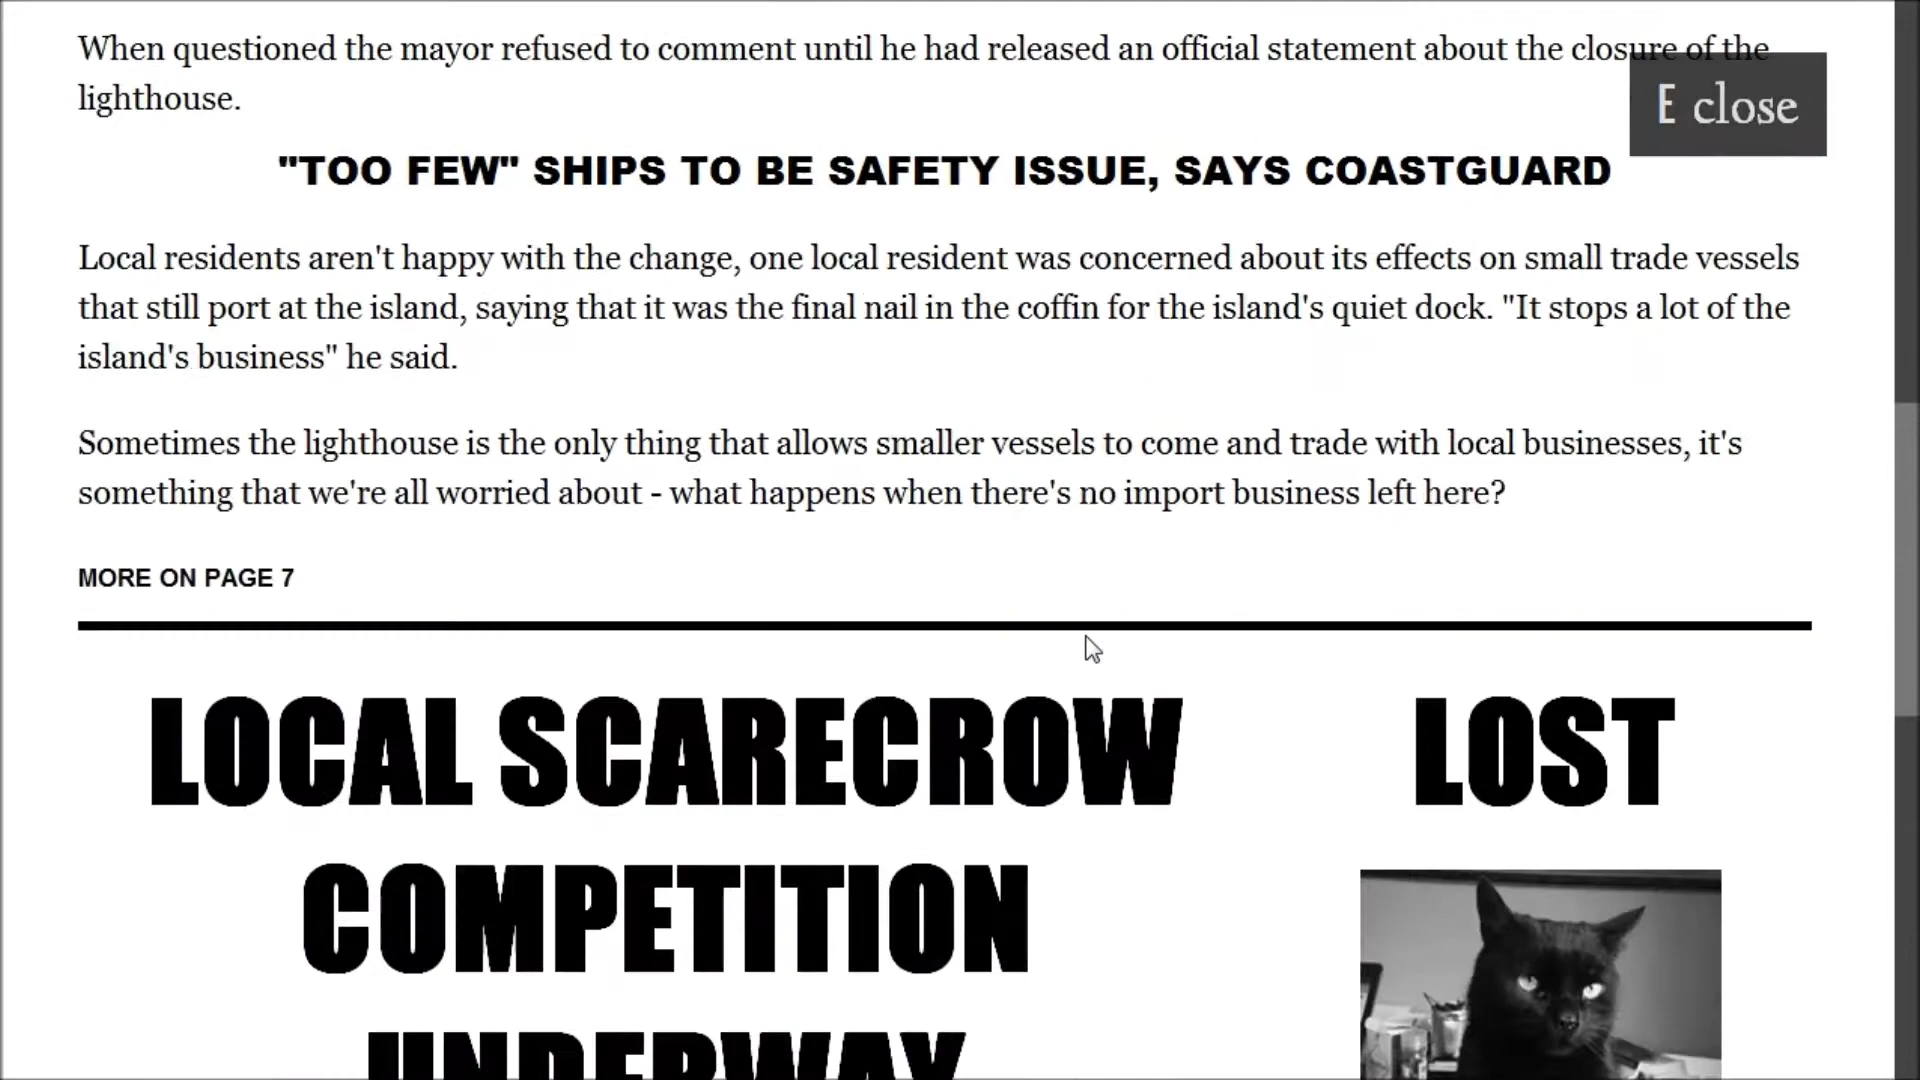 When questioned the mayor refused to comment until he had released an official statement about the closure of the
lighthouse.
E close
"TOO FEW" SHIPS TO BE SAFETY ISSUE, SAYS COASTGUARD
Local residents aren't happy with the change, one local resident was concerned about its effects on small trade vessels
that still port at the island, saying that it was the final nail in the coffin for the island's quiet dock. "It stops a lot of the
island's business" he said.
Sometimes the lighthouse is the only thing that allows smaller vessels to come and trade with local businesses, it's
something that we're all worried about - what happens when there's no import business left here?
MORE ON PAGE 7
LOCAL SCARECROW
COMPETITION
UNDERWAY
LOST